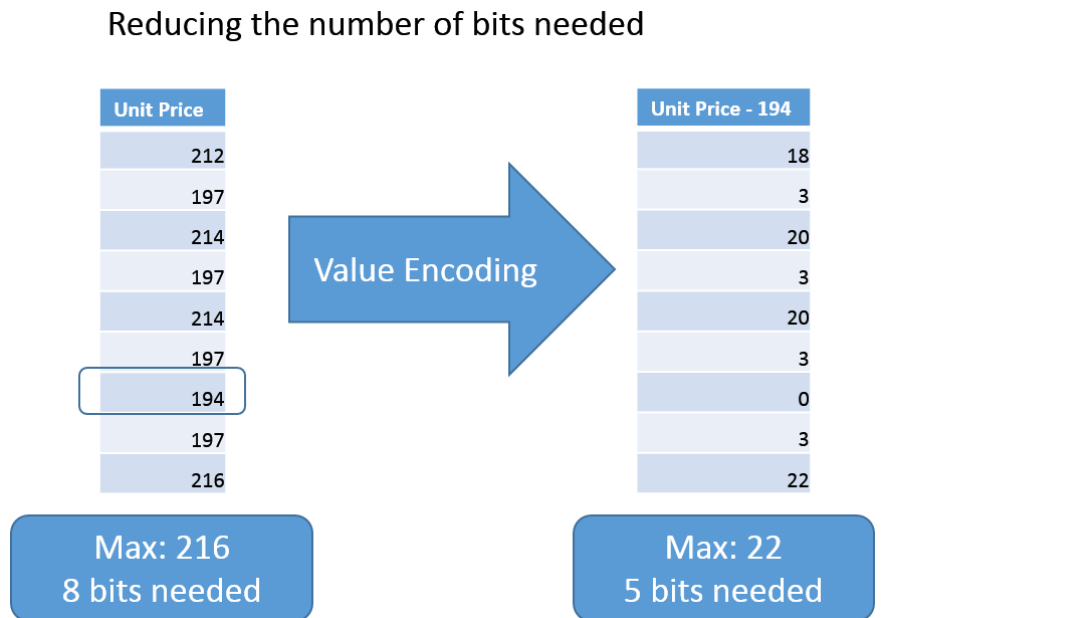 Reducing the number of bits needed
Unit Price
212
197
214
197
214
197
194
197
216
Max: 216
8 bits needed
Value Encoding
Unit Price - 194
18
3
20
3
20
3
0
3
22
Max: 22
5 bits needed